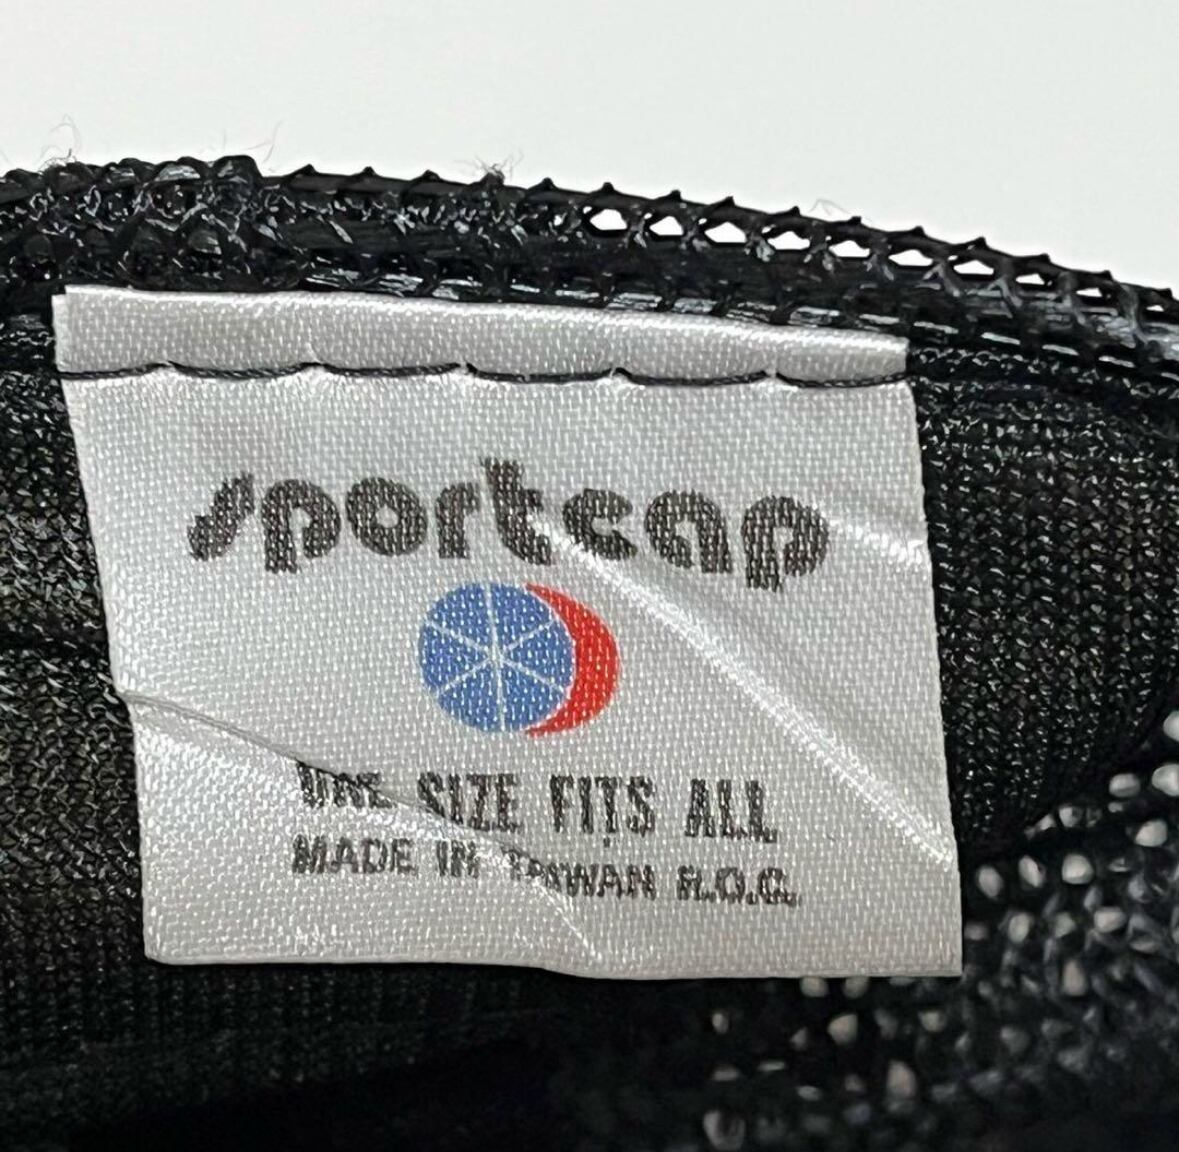 sportcap
ONE SIZE FITS ALL
MADE IN TAIWAN R.O.C.